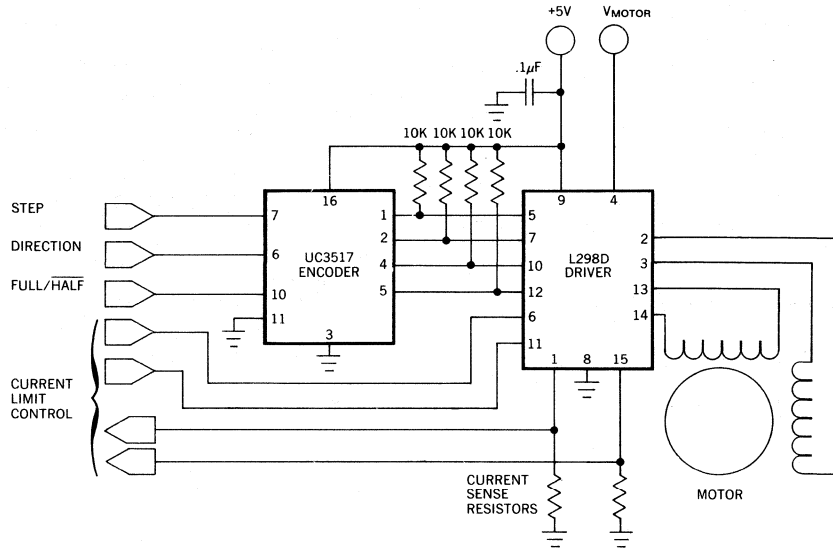 +5V
VMOTOR
.1μF
10K 10K 10K 10K
16
9
4
STEP
7
1
5
2
DIRECTION
6
UC3517
ENCODER
2
7
L298D
DRIVER
3
4
10
13
FULL/HALF
10
5
12
14
11
6
3
11
1
8
15
CURRENT
LIMIT
CONTROL
CURRENT
SENSE
RESISTORS
MOTOR